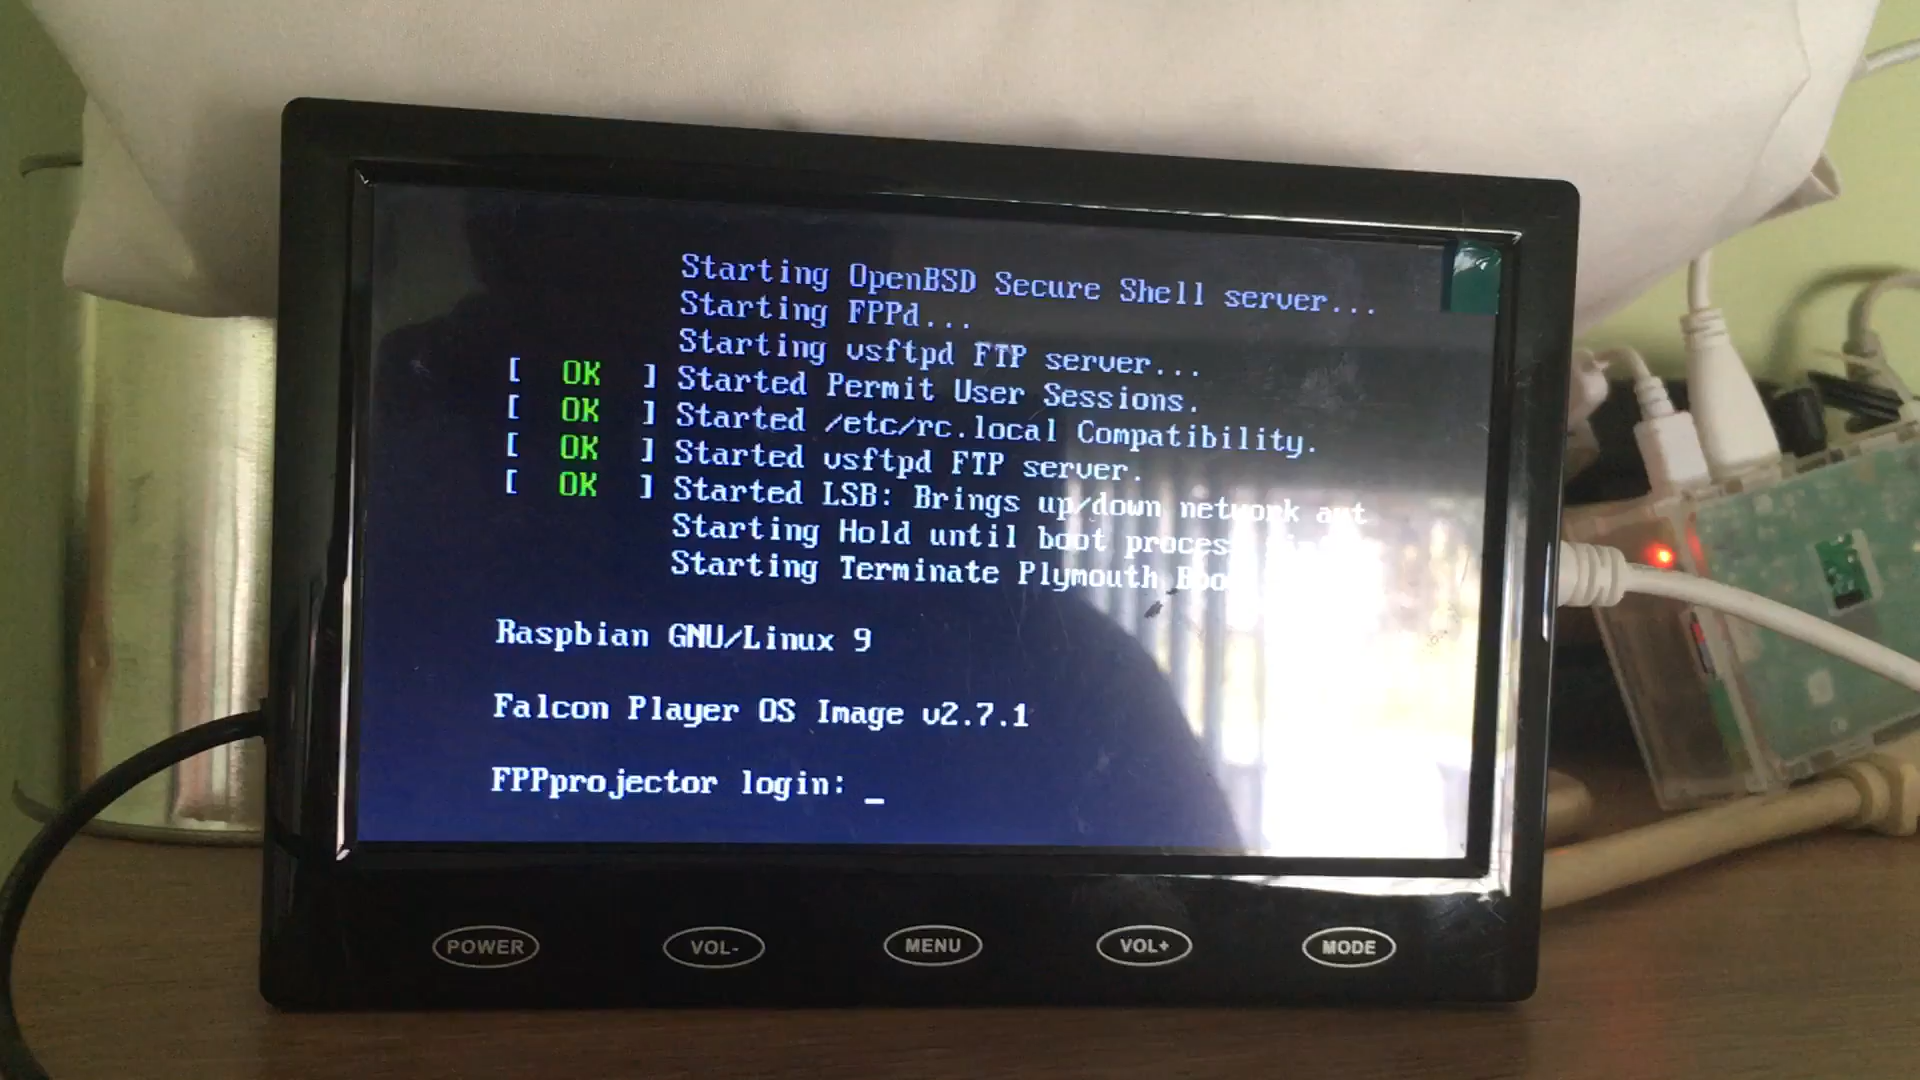 Starting OpenBSD Secure Shell server...
Starting FPPd...
Starting vsftpd FTP server...
[ OK ] Started Permit User Sessions.
[ OK ] Started /etc/rc.local Compatibility.
[ OK ] Started vsftpd FTP server.
[ OK ] Started LSB: Brings up/down network aut
Starting Hold until boot process
Starting Terminate Plymouth Boo
Raspbian GNU/Linux 9
Falcon Player OS Image v2.7.1
FPPprojector login: _
POWER VOL- MENU VOL+ MODE